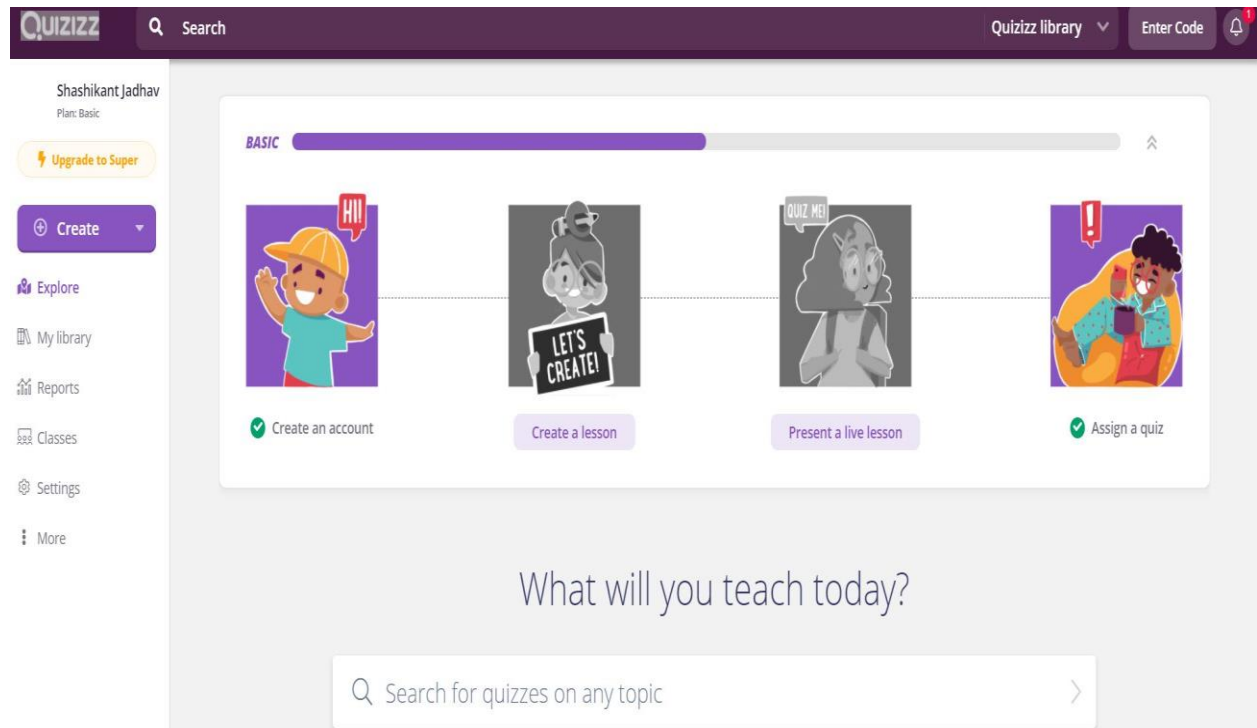 QUIZIZZ
Search
Quizizz library
Enter Code
1
Shashikant Jadhav
Plan: Basic
Upgrade to Super
Create
Explore
My library
Reports
Classes
Settings
More
BASIC
HI!
LET'S
CREATE!
QUIZ ME!
!
Create an account
Create a lesson
Present a live lesson
Assign a quiz
What will you teach today?
Search for quizzes on any topic